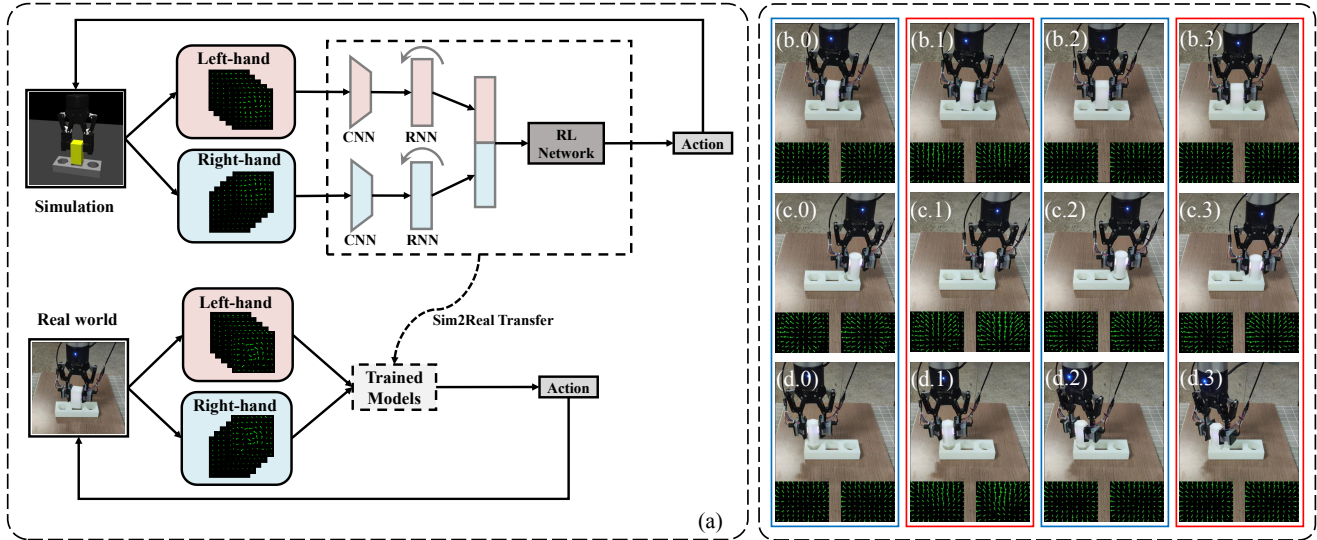 Left-hand
CNN
RNN
Right-hand
CNN
RNN
RL
Network
Action
Simulation
Real world
Left-hand
Right-hand
Sim2Real Transfer
Trained
Models
Action
(a)
(b.0)
(b.1)
(b.2)
(b.3)
(c.0)
(c.1)
(c.2)
(c.3)
(d.0)
(d.1)
(d.2)
(d.3)